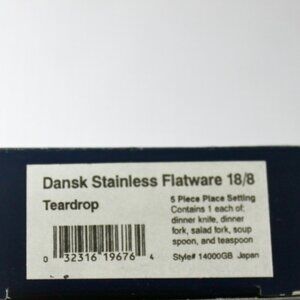 Dansk Stainless Flatware 18/8
Teardrop
5 Piece Place Setting
Contains 1 each of;
dinner knife, dinner
fork, salad fork, soup
spoon, and teaspoon
0 32316 19676 4
Style# 14000GB Japan